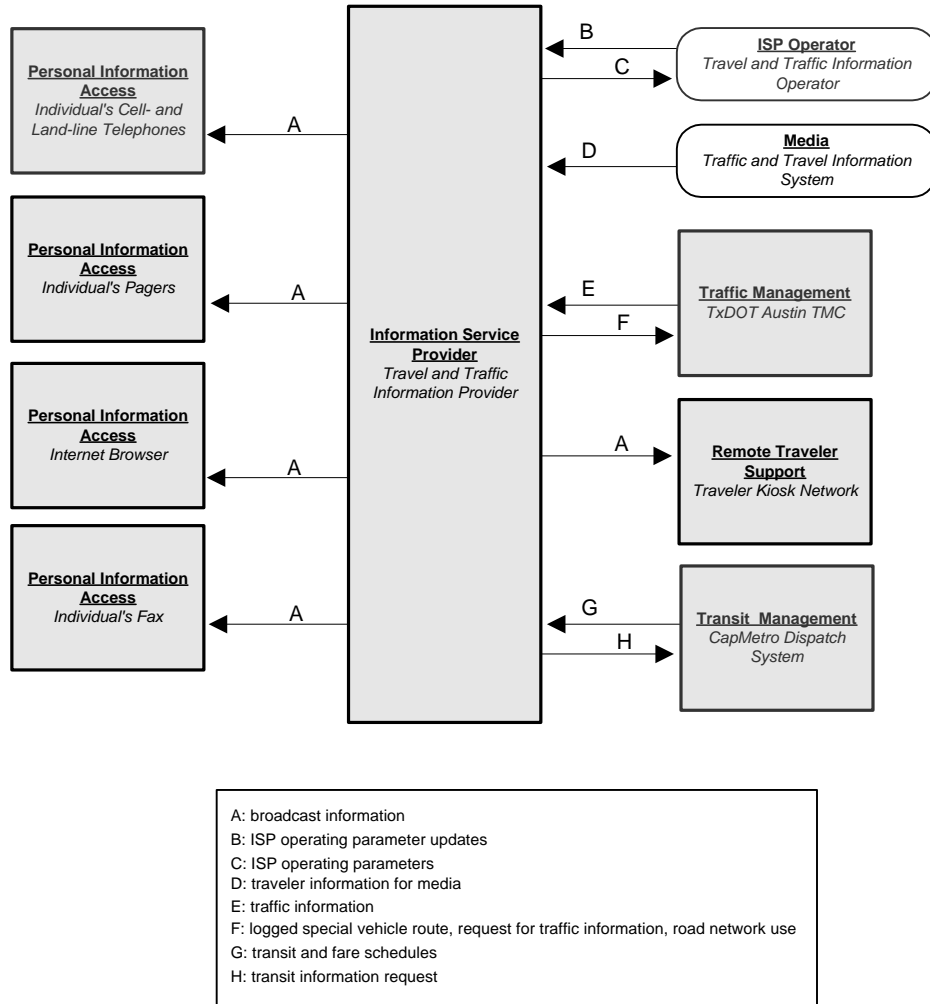 Personal Information
Access
Individual's Cell- and
Land-line Telephones
A
Personal Information
Access
Individual's Pagers
A
Personal Information
Access
Internet Browser
A
Personal Information
Access
Individual's Fax
A
Information Service
Provider
Travel and Traffic
Information Provider
B
C
ISP Operator
Travel and Traffic Information
Operator
D
Media
Traffic and Travel Information
System
E
F
Traffic Management
TxDOT Austin TMC
A
Remote Traveler
Support
Traveler Kiosk Network
G
H
Transit Management
CapMetro Dispatch
System
A: broadcast information
B: ISP operating parameter updates
C: ISP operating parameters
D: traveler information for media
E: traffic information
F: logged special vehicle route, request for traffic information, road network use
G: transit and fare schedules
H: transit information request